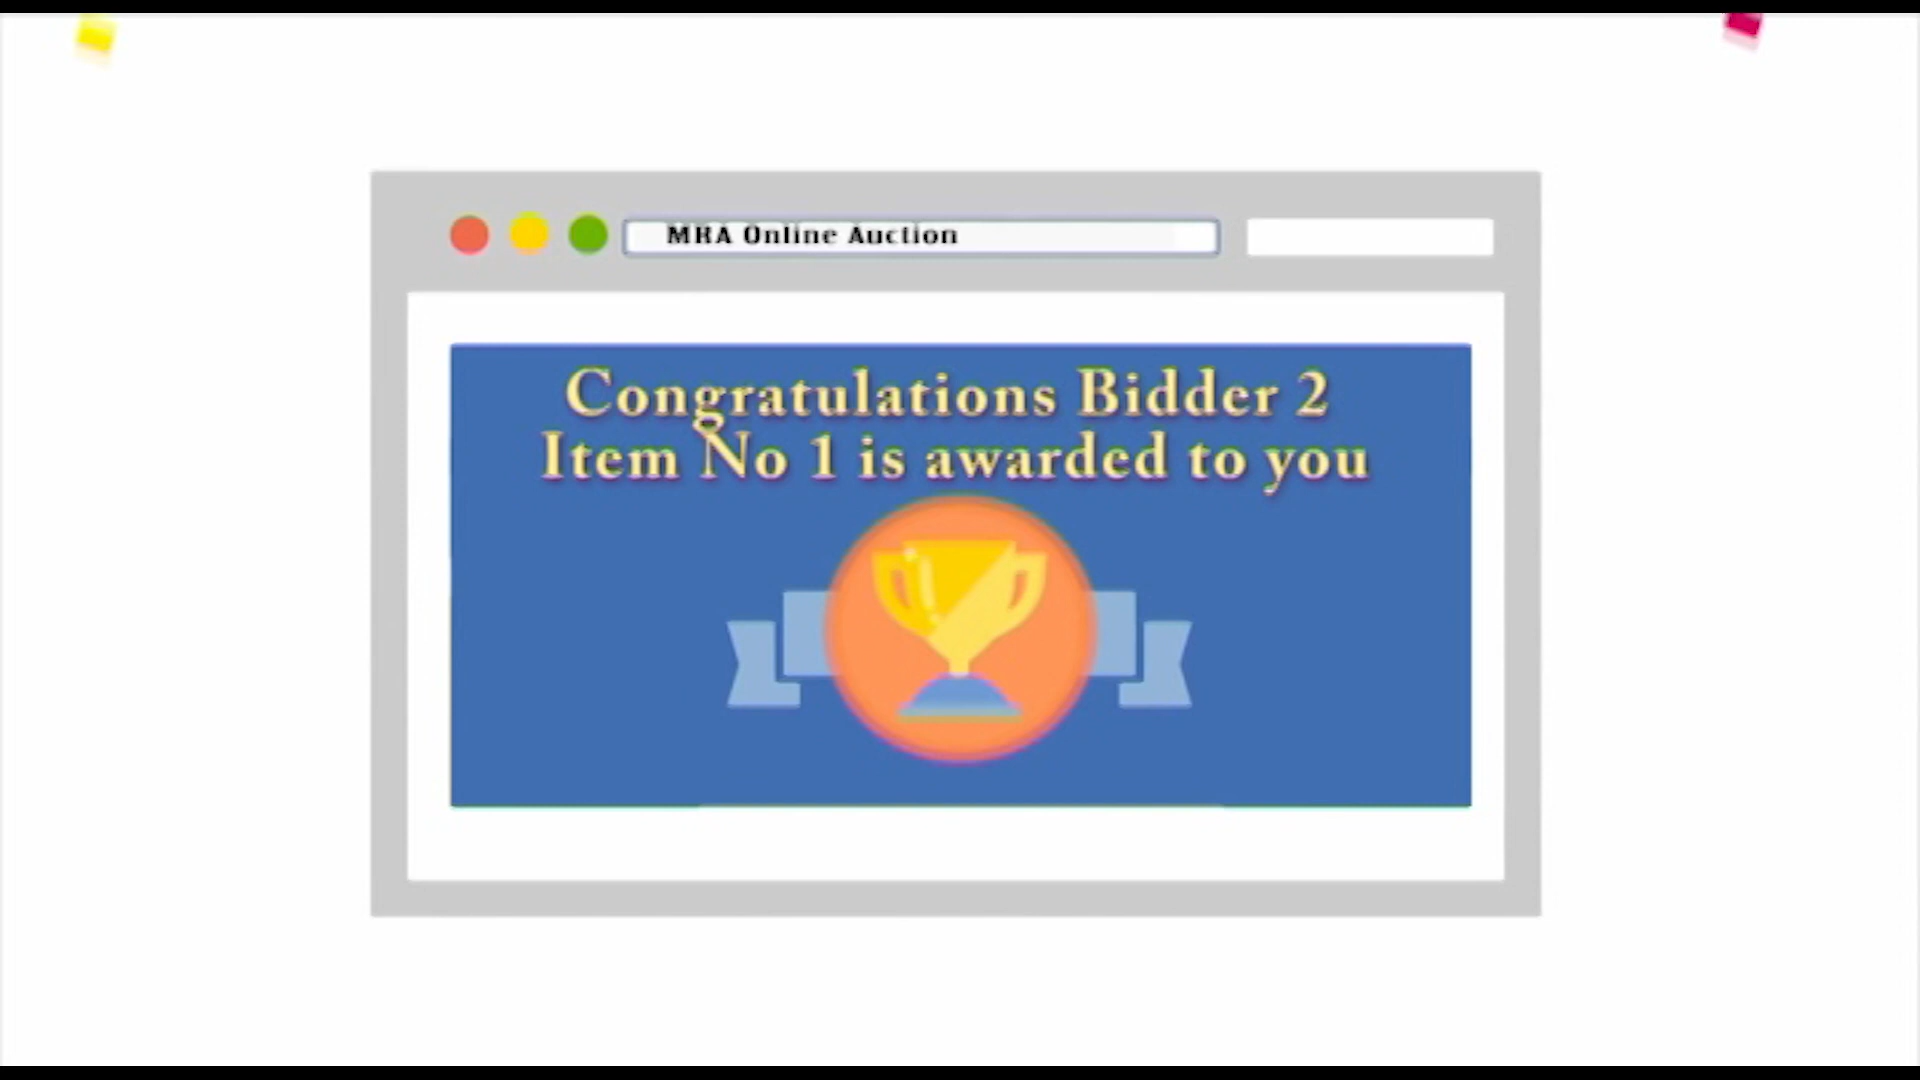 MRA Online Auction
Congratulations Bidder 2
Item No 1 is awarded to you